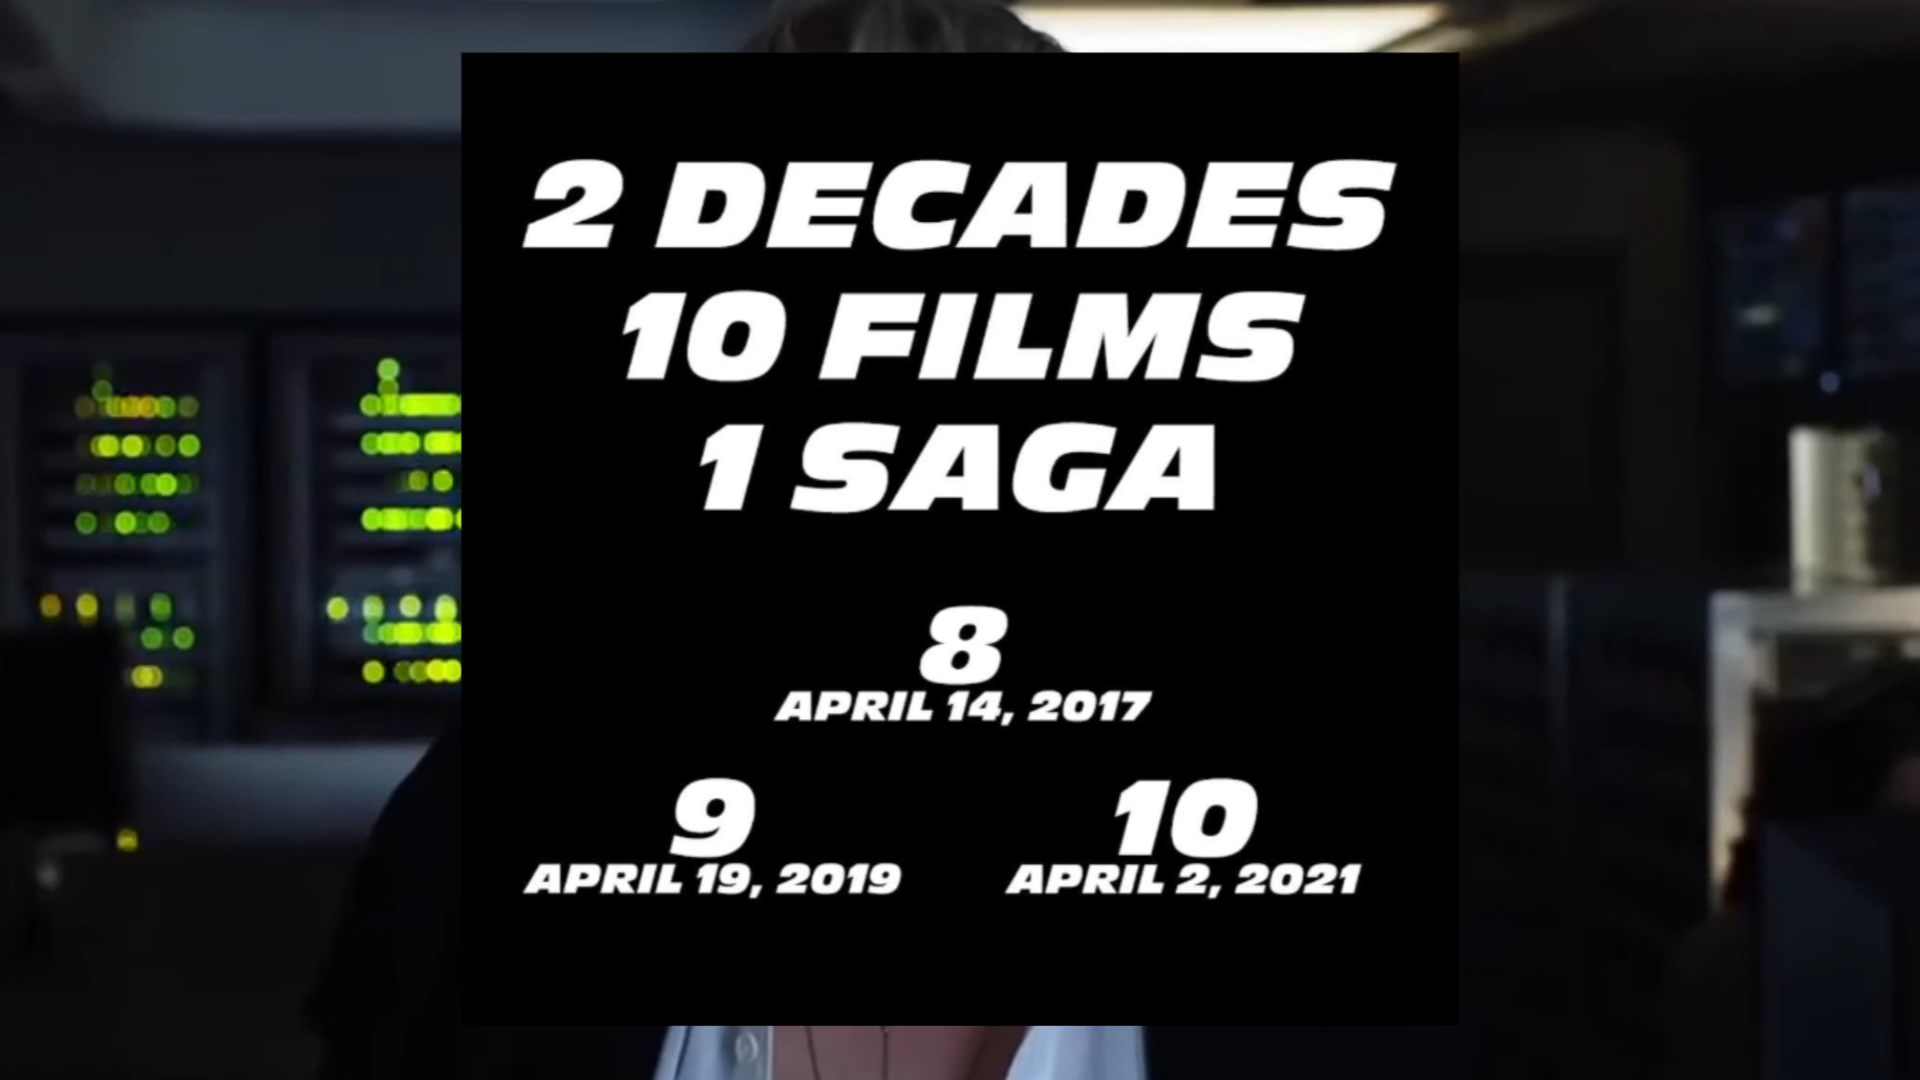 2 DECADES
10 FILMS
1 SAGA
8
APRIL 14, 2017
9
APRIL 19, 2019
10
APRIL 2, 2021